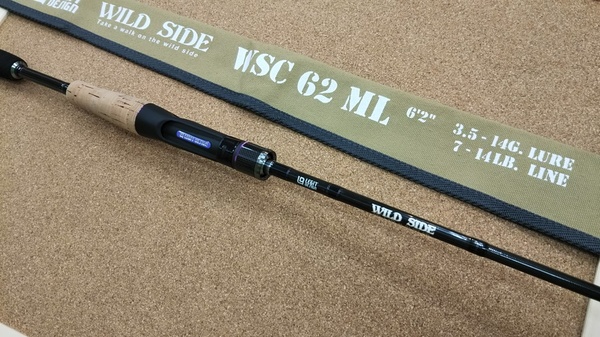 DESIGN
WILD SIDE
Take a walk on the wild side
WSC 62 ML
6'2"
3.5-14G. LURE
7-14LB. LINE
WILD SIDE